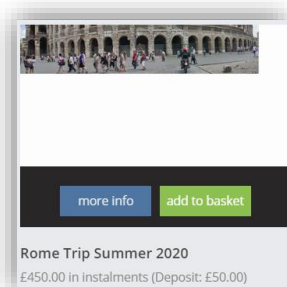 more info add to basket
Rome Trip Summer 2020
£450.00 in instalments (Deposit: £50.00)